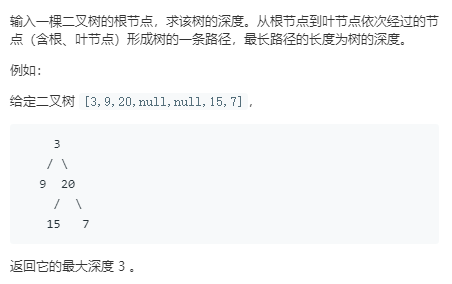 输入一棵二叉树的根节点，求该树的深度。从根节点到叶节点依次经过的节
点（含根、叶节点）形成树的一条路径，最长路径的长度为树的深度。
例如：
给定二叉树 [3,9,20,null,null,15,7]，
3
/ \
9 20
/ \
15 7
返回它的最大深度 3 。